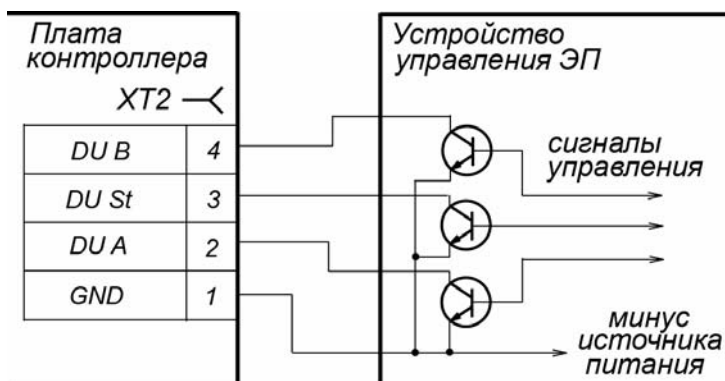 Плата
контроллера
XT2
DU B 4
DU St 3
DU A 2
GND 1
Устройство
управления ЭП
сигналы
управления
минус
источника
питания